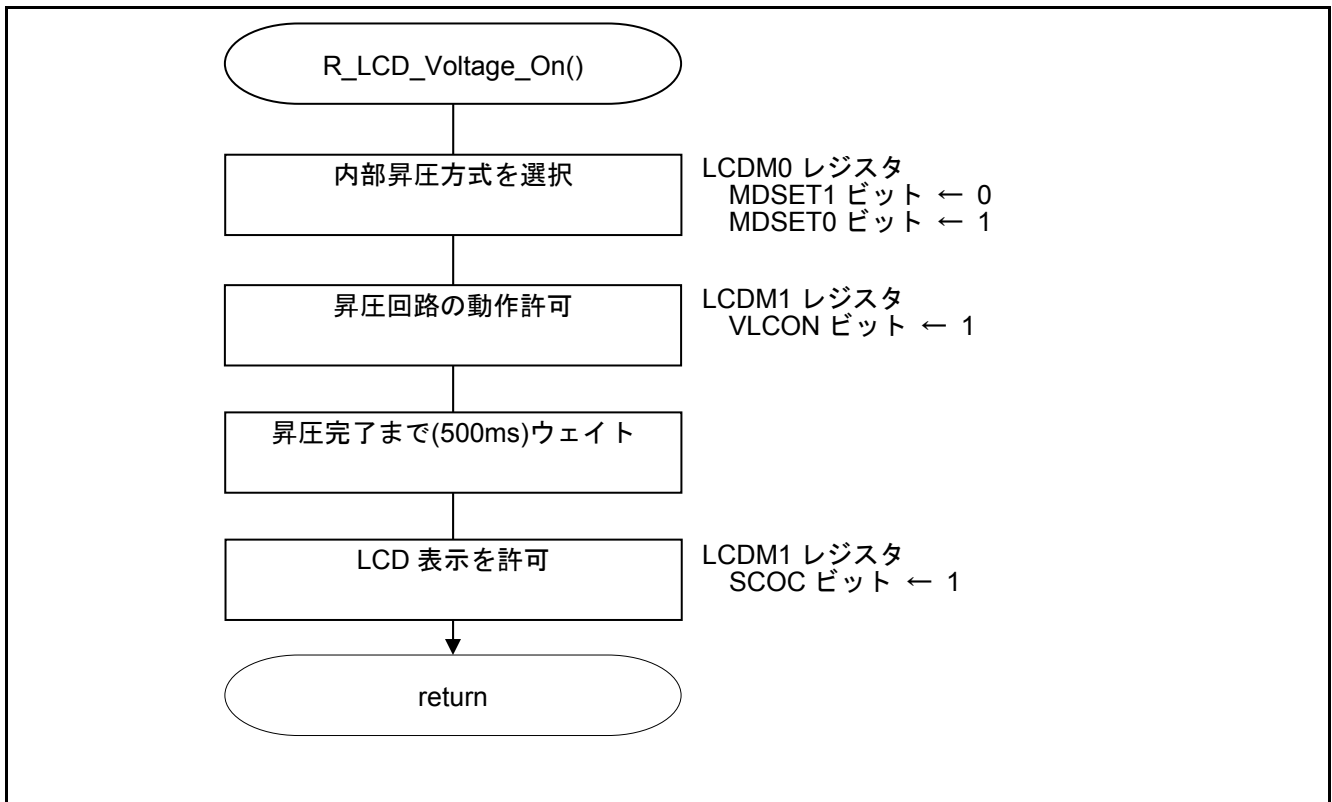 R_LCD_Voltage_On()
内部昇圧方式を選択
LCDM0 レジスタ
MDSET1 ビット ← 0
MDSET0 ビット ← 1
昇圧回路の動作許可
LCDM1 レジスタ
VLCON ビット ← 1
昇圧完了まで(500ms)ウェイト
LCD 表示を許可
LCDM1 レジスタ
SCOC ビット ← 1
return